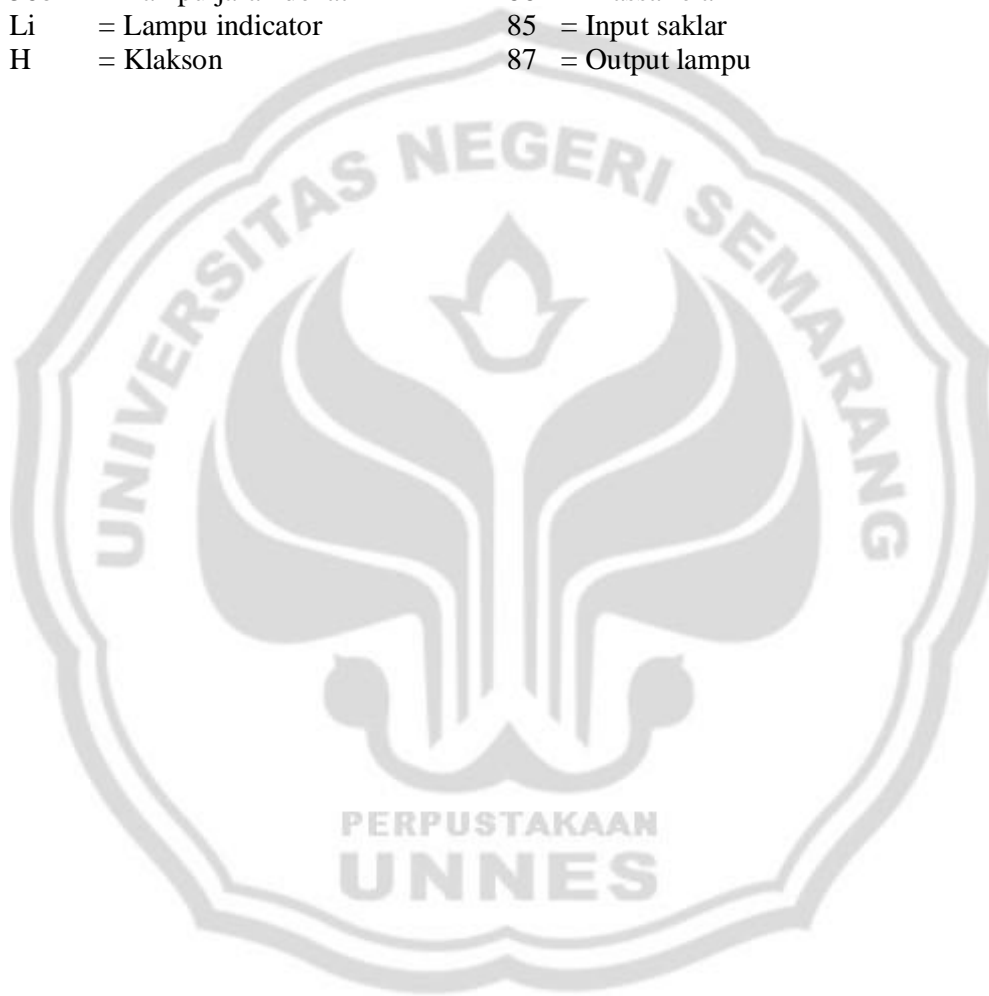 Li = Lampu indicator 85 = Input saklar
H = Klakson 87 = Output lampu
UNIVERSITAS NEGERI SEMARANG
PERPUSTAKAAN
UNNES